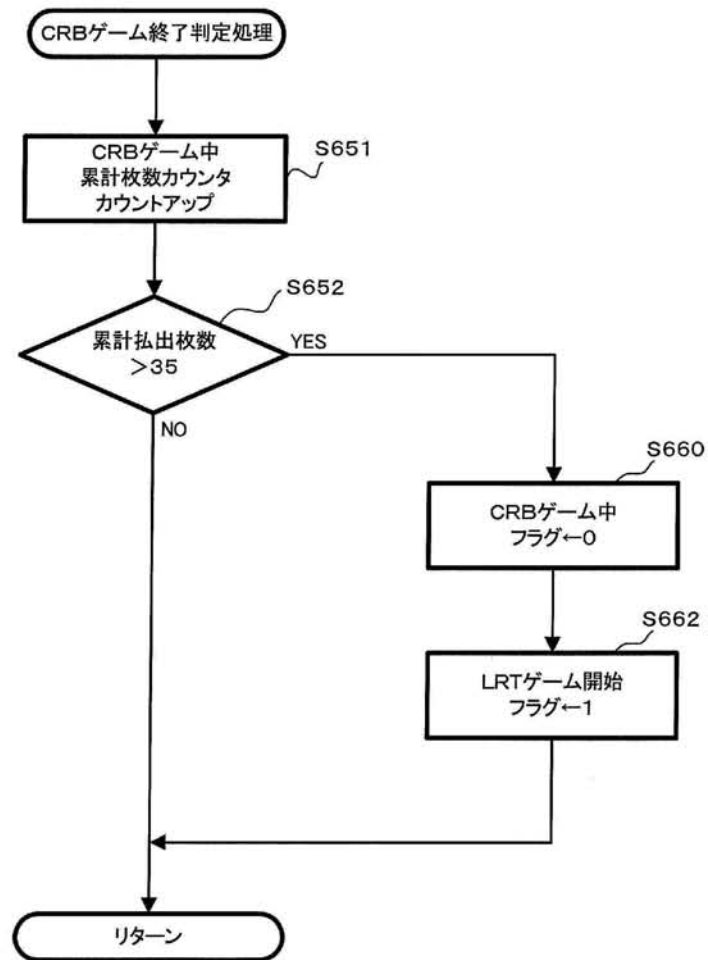 CRBゲーム終了判定処理
CRBゲーム中
累計枚数カウンタ
カウントアップ
S651
S652
累計払出枚数
>35
YES
NO
S660
CRBゲーム中
フラグ←0
S662
LRTゲーム開始
フラグ←1
リターン